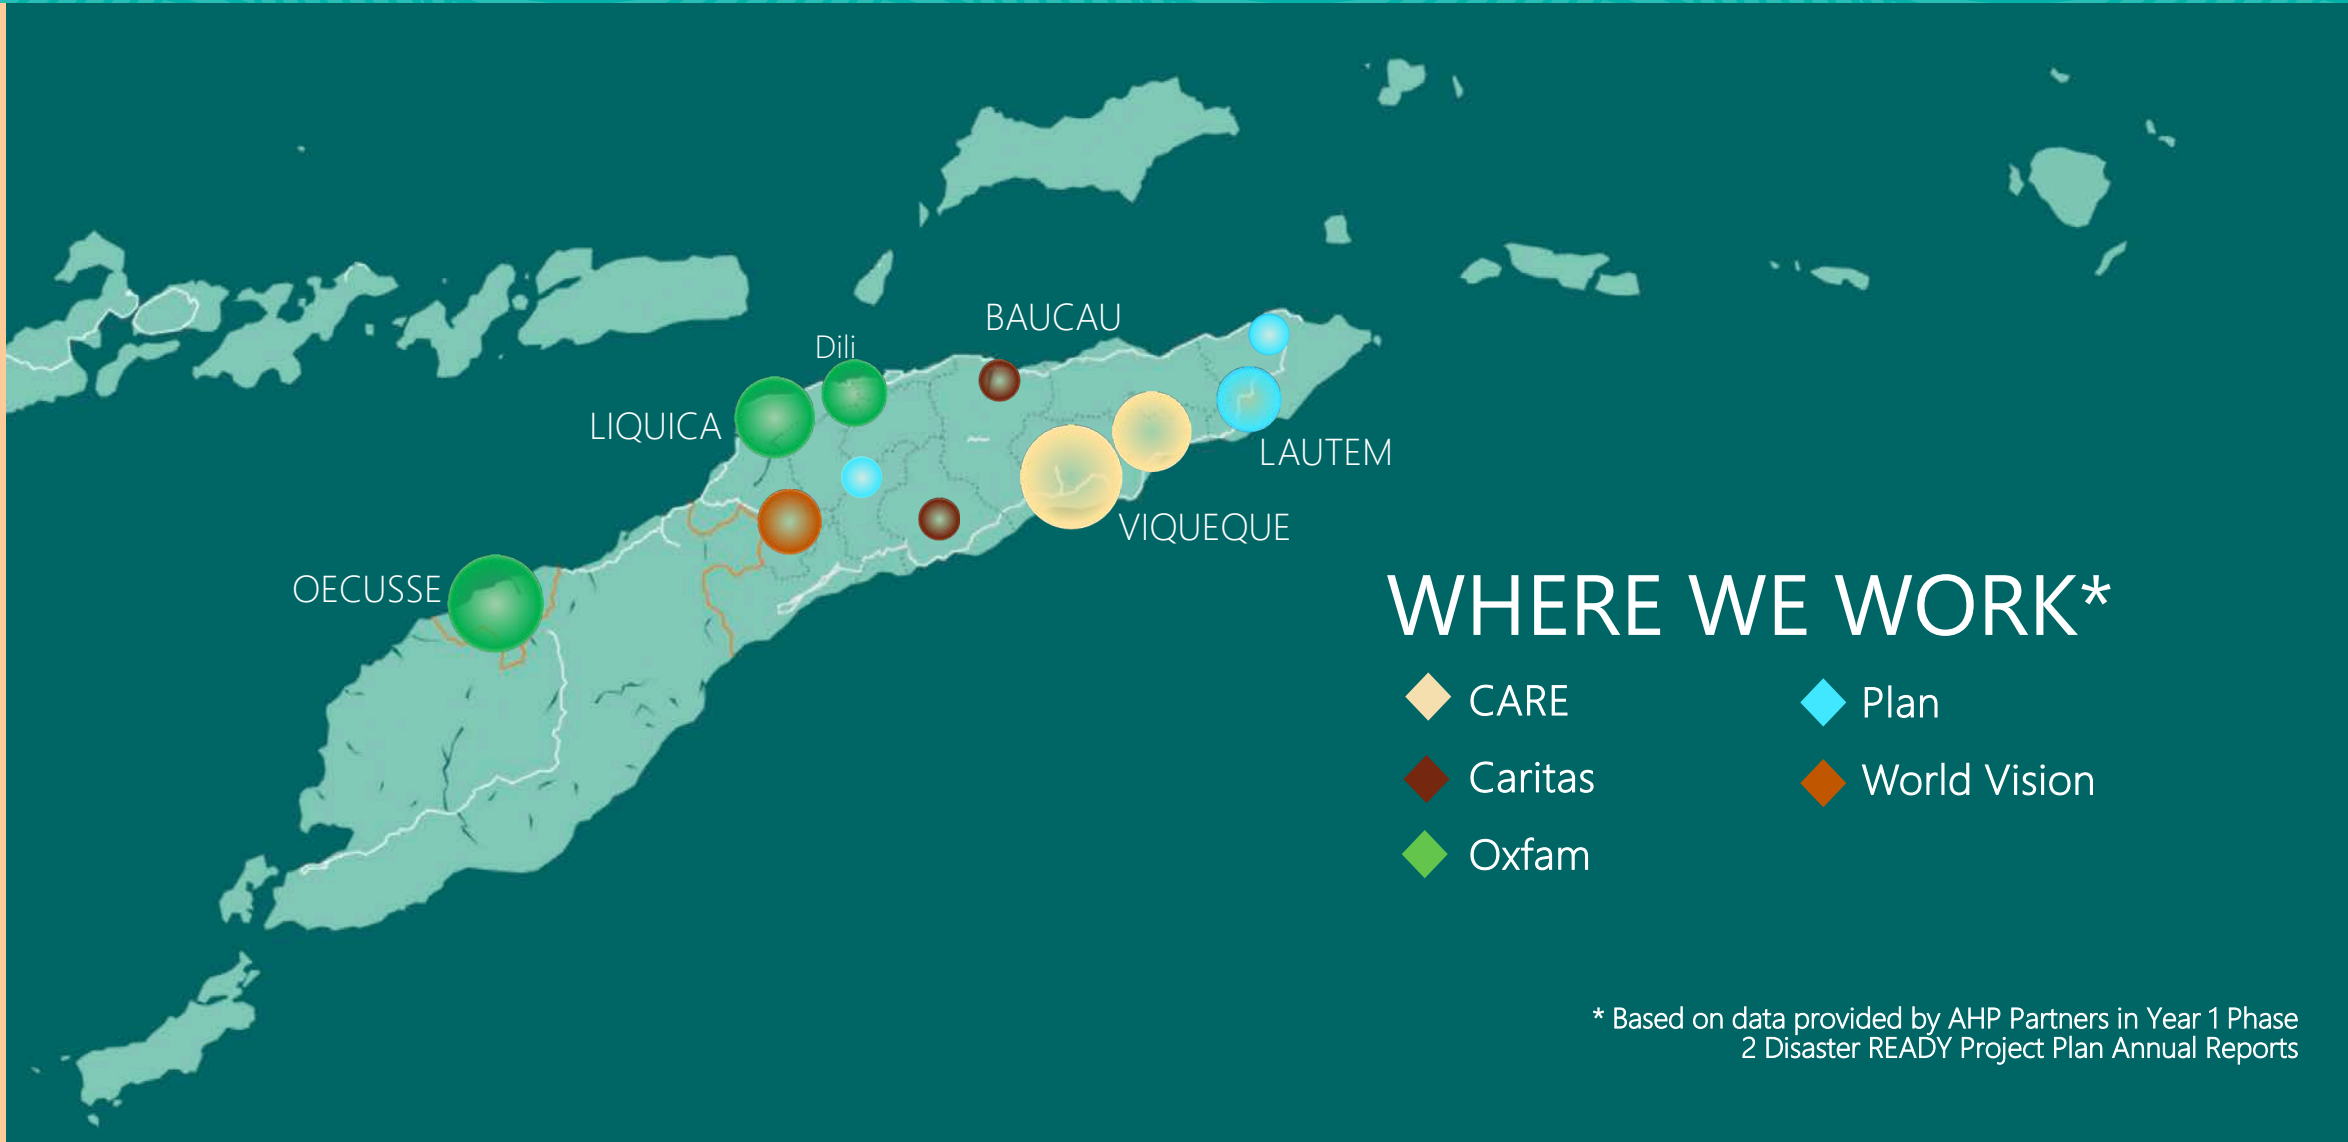 BAUCAU
Dili
LIQUICA
LAUTEM
VIQUEQUE
OECUSSE
WHERE WE WORK*
CARE
Plan
Caritas
World Vision
Oxfam
* Based on data provided by AHP Partners in Year 1 Phase
2 Disaster READY Project Plan Annual Reports